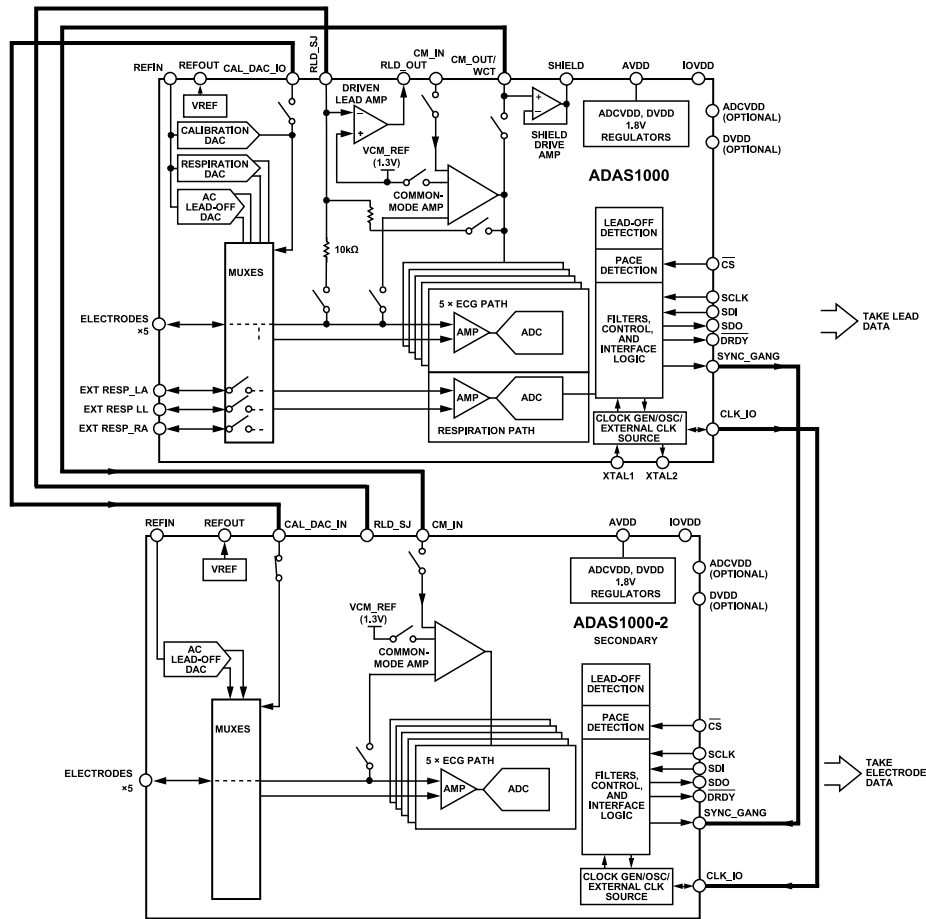 REFIN
REFOUT
CAL_DAC_IO
RLD_SJ
RLD_OUT
CM_IN
CM_OUT/
WCT
SHIELD
AVDD
IOVDD
VREF
DRIVEN
LEAD AMP
ADCVDD, DVDD
1.8V
REGULATORS
ADCVDD
(OPTIONAL)
DVDD
(OPTIONAL)
CALIBRATION
DAC
SHIELD
DRIVE
AMP
VCM_REF
(1.3V)
RESPIRATION
DAC
ADAS1000
COMMON-
MODE AMP
AC
LEAD-OFF
DAC
LEAD-OFF
DETECTION
MUXES
10kΩ
PACE
DETECTION
CS
5 × ECG PATH
SCLK
SDI
SDO
DRDY
SYNC_GANG
TAKE LEAD
DATA
ELECTRODES
×5
AMP
ADC
FILTERS,
CONTROL,
AND
INTERFACE
LOGIC
EXT RESP_LA
EXT RESP LL
EXT RESP_RA
AMP
ADC
RESPIRATION PATH
CLOCK GEN/OSC/
EXTERNAL CLK
SOURCE
CLK_IO
XTAL1
XTAL2
REFIN
REFOUT
CAL_DAC_IN
RLD_SJ
CM_IN
AVDD
IOVDD
VREF
ADCVDD, DVDD
1.8V
REGULATORS
ADCVDD
(OPTIONAL)
DVDD
(OPTIONAL)
VCM_REF
(1.3V)
ADAS1000-2
SECONDARY
COMMON-
MODE AMP
AC
LEAD-OFF
DAC
LEAD-OFF
DETECTION
MUXES
PACE
DETECTION
CS
5 × ECG PATH
SCLK
SDI
SDO
DRDY
SYNC_GANG
TAKE
ELECTRODE
DATA
ELECTRODES
×5
AMP
ADC
FILTERS,
CONTROL,
AND
INTERFACE
LOGIC
CLOCK GEN/OSC/
EXTERNAL CLK
SOURCE
CLK_IO